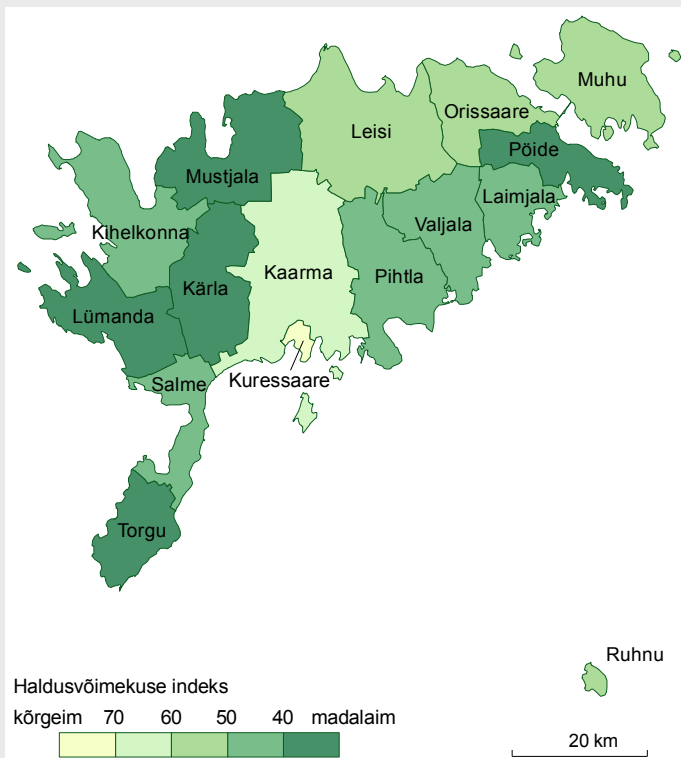 Muhu
Orissaare
Leisi
Pöide
Mustjala
Laimjala
Valjala
Kihelkonna
Kaarma
Pihtla
Kärla
Lümanda
Salme
Kuressaare
Torgu
Ruhnu
Haldusvõimekuse indeks
kõrgeim 70 60 50 40 madalaim
20 km